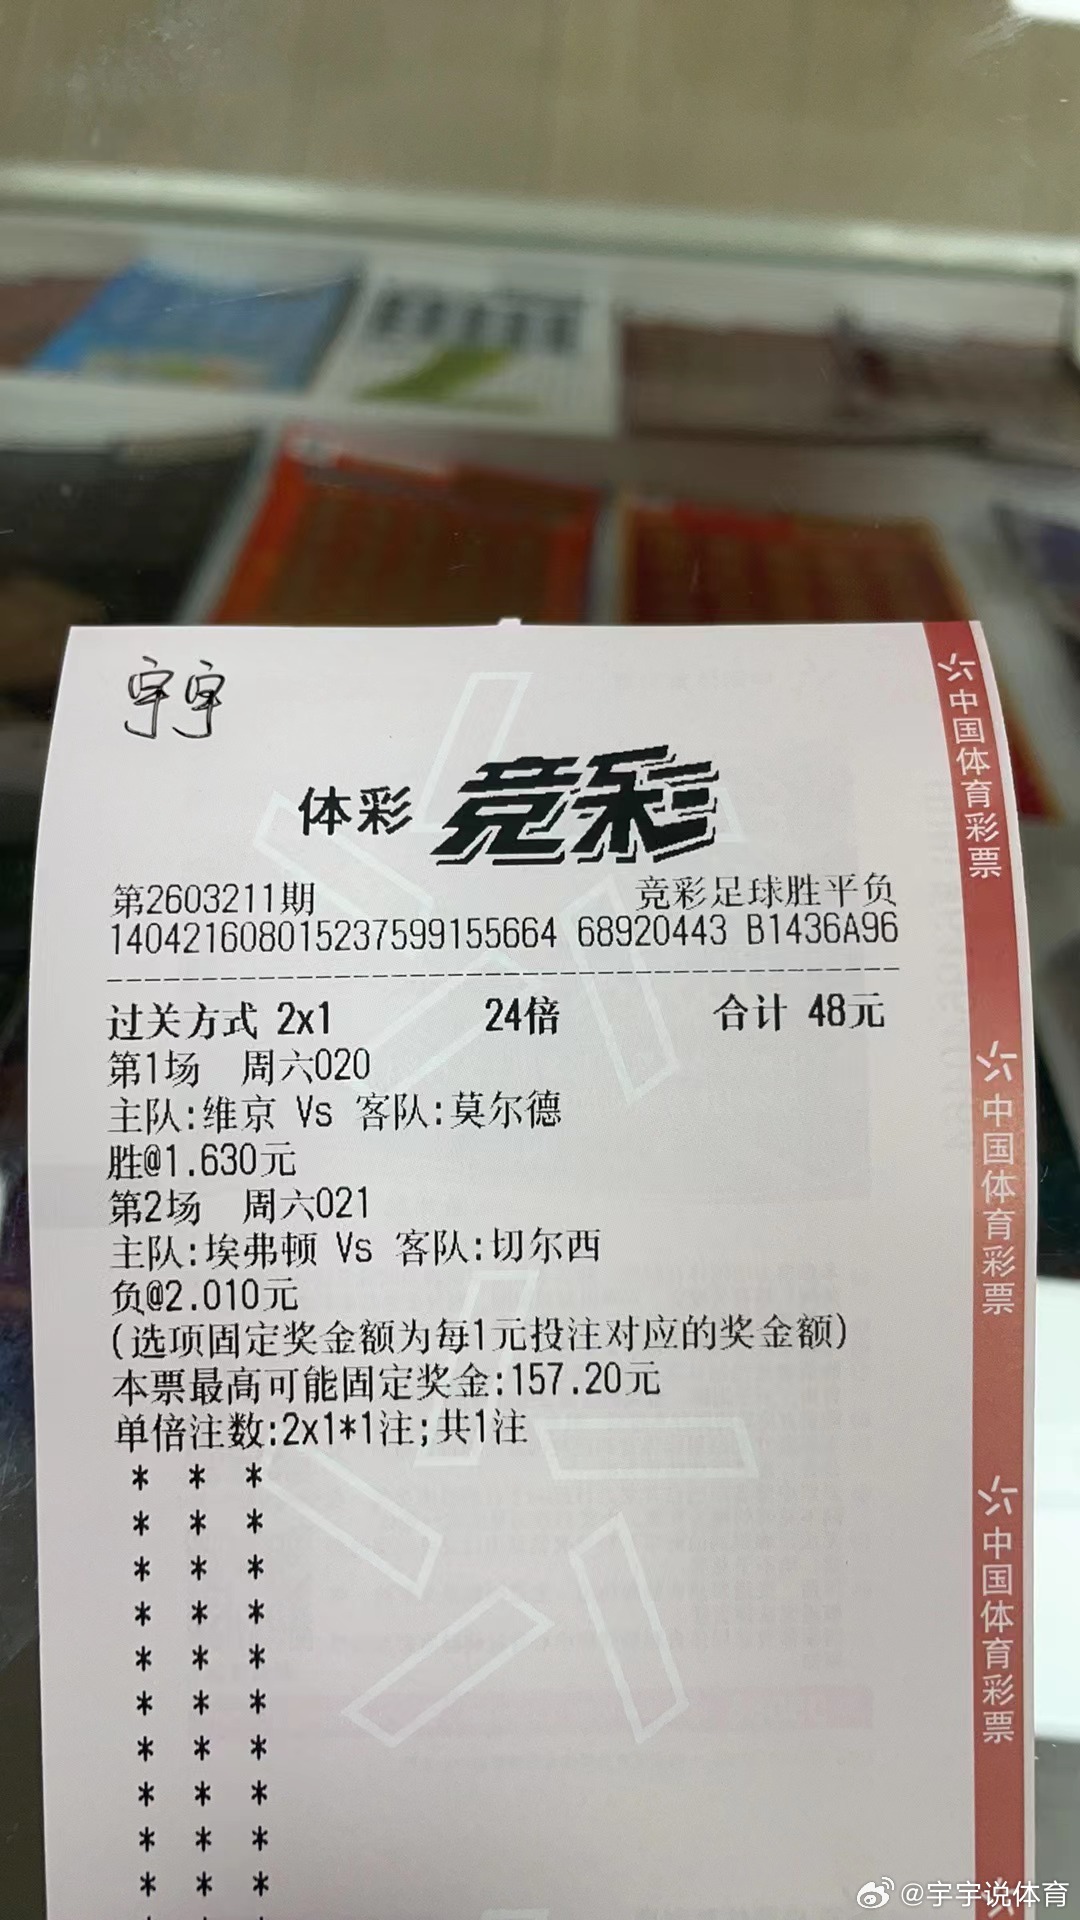 宇宇
体彩 竞彩
第2603211期 竞彩足球胜平负
140421608015237599155664 68920443 B1436A96
过关方式 2x1 24倍 合计 48元
第1场 周六020
主队:维京 Vs 客队:莫尔德
胜@1.630元
第2场 周六021
主队:埃弗顿 Vs 客队:切尔西
负@2.010元
(选项固定奖金额为每1元投注对应的奖金额)
本票最高可能固定奖金:157.20元
单倍注数:2x1*1注;共1注
* * *
* * *
* * *
* * *
* * *
* * *
* * *
* * *
* * *
* * *
中国体育彩票
中国体育彩票
中国体育彩票
@宇宇说体育